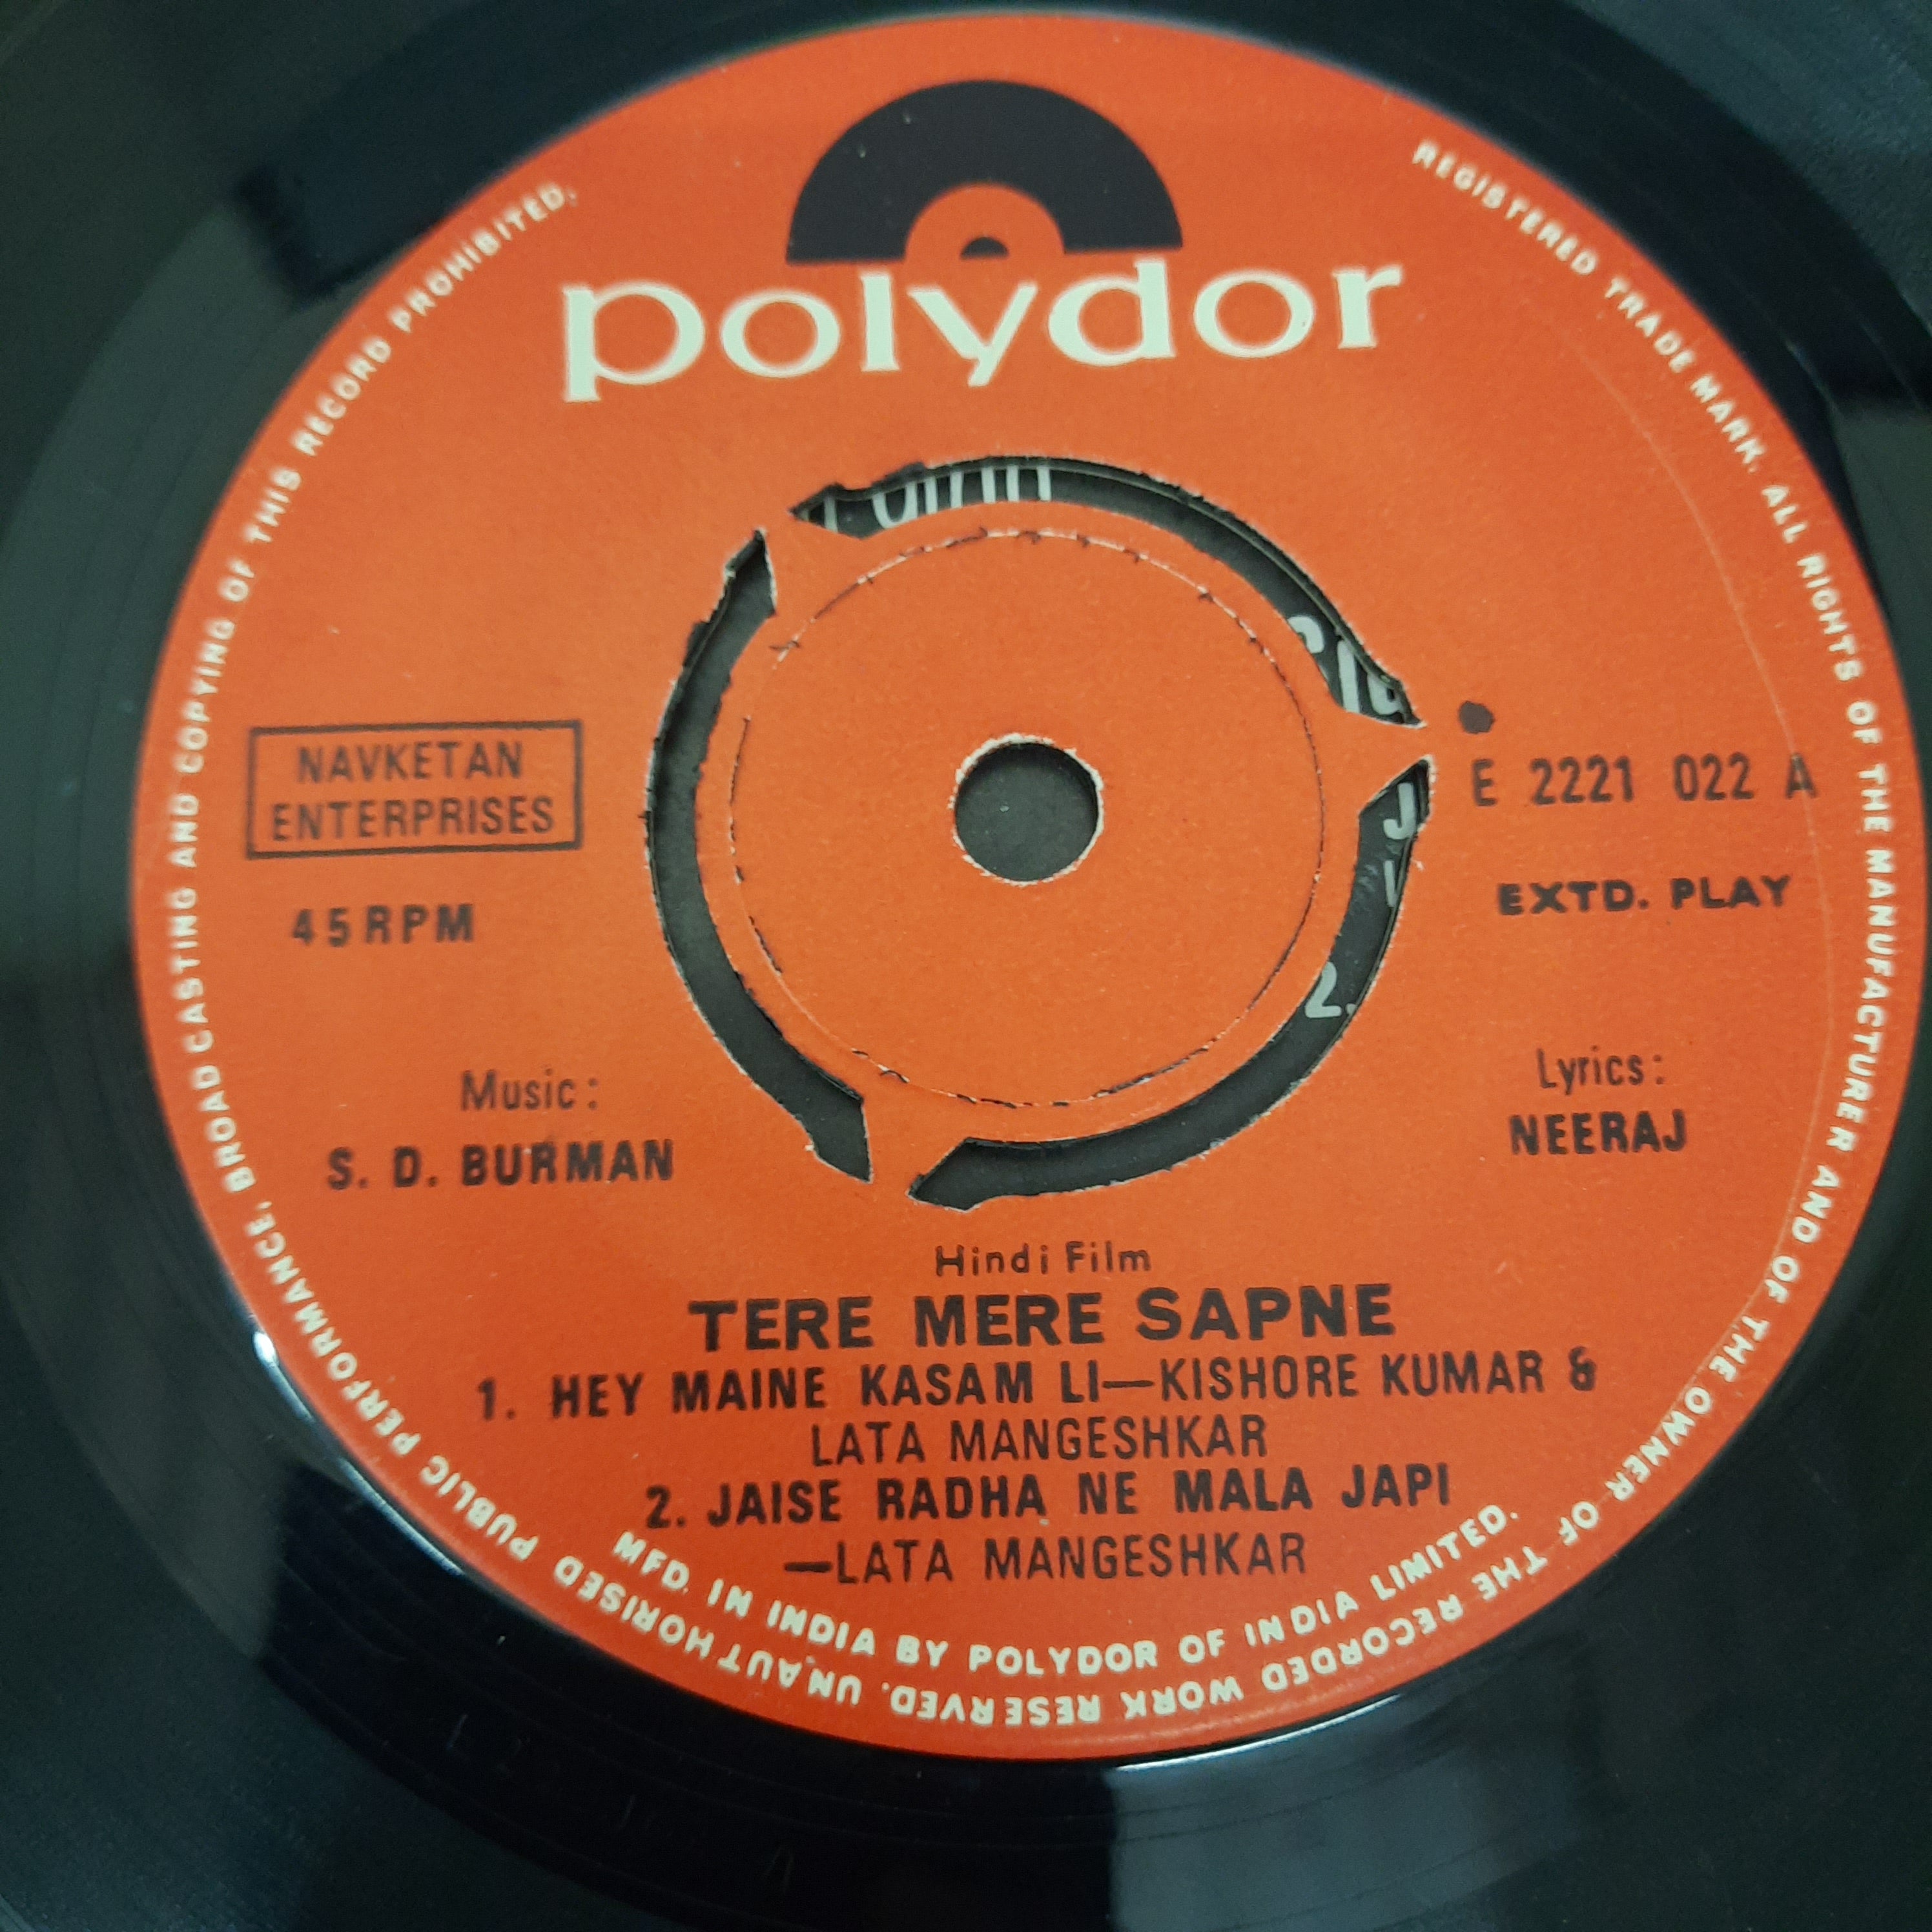 polydor
NAVKETAN
ENTERPRISES
45 RPM
E 2221 022 A
EXTD. PLAY
Music:
S. D. BURMAN
Lyrics:
NEERAJ
Hindi Film
TERE MERE SAPNE
1. HEY MAINE KASAM LI—KISHORE KUMAR &
LATA MANGESHKAR
2. JAISE RADHA NE MALA JAPI
—LATA MANGESHKAR
MFD. IN INDIA BY POLYDOR OF INDIA LIMITED.
REGISTERED TRADE MARK. ALL RIGHTS OF THE MANUFACTURER AND OF THE OWNER OF THE RECORDED WORK RESERVED. UNAUTHORISED PUBLIC PERFORMANCE, BROADCASTING AND COPYING OF THIS RECORD PROHIBITED.
2.